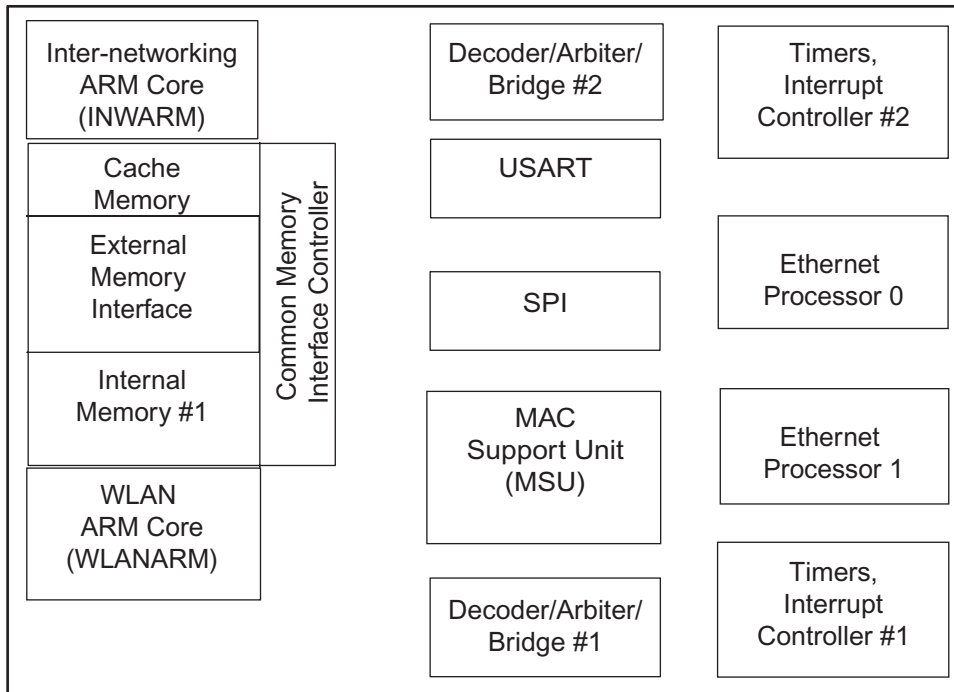 Inter-networking
ARM Core
(INWARM)
Cache
Memory
External
Memory
Interface
Internal
Memory #1
WLAN
ARM Core
(WLANARM)
Common Memory
Interface Controller
Decoder/Arbiter/
Bridge #2
USART
SPI
MAC
Support Unit
(MSU)
Decoder/Arbiter/
Bridge #1
Timers,
Interrupt
Controller #2
Ethernet
Processor 0
Ethernet
Processor 1
Timers,
Interrupt
Controller #1